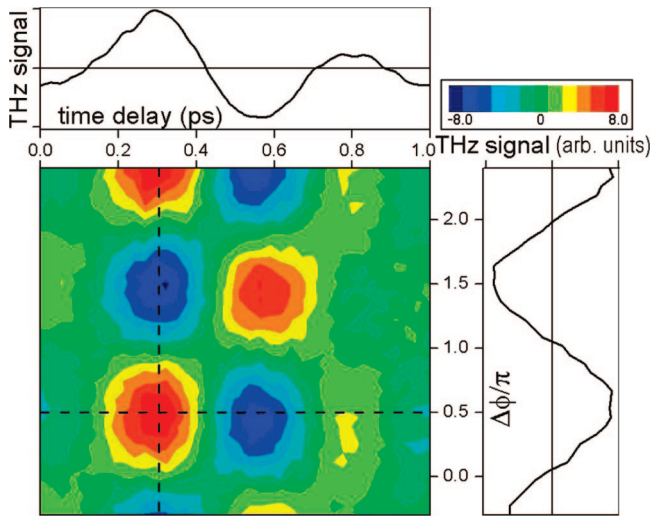 THz signal
time delay (ps)
0.0 0.2 0.4 0.6 0.8 1.0
-8.0 0 8.0
THz signal (arb. units)
2.0
1.5
1.0
0.5
0.0
Δϕ/π